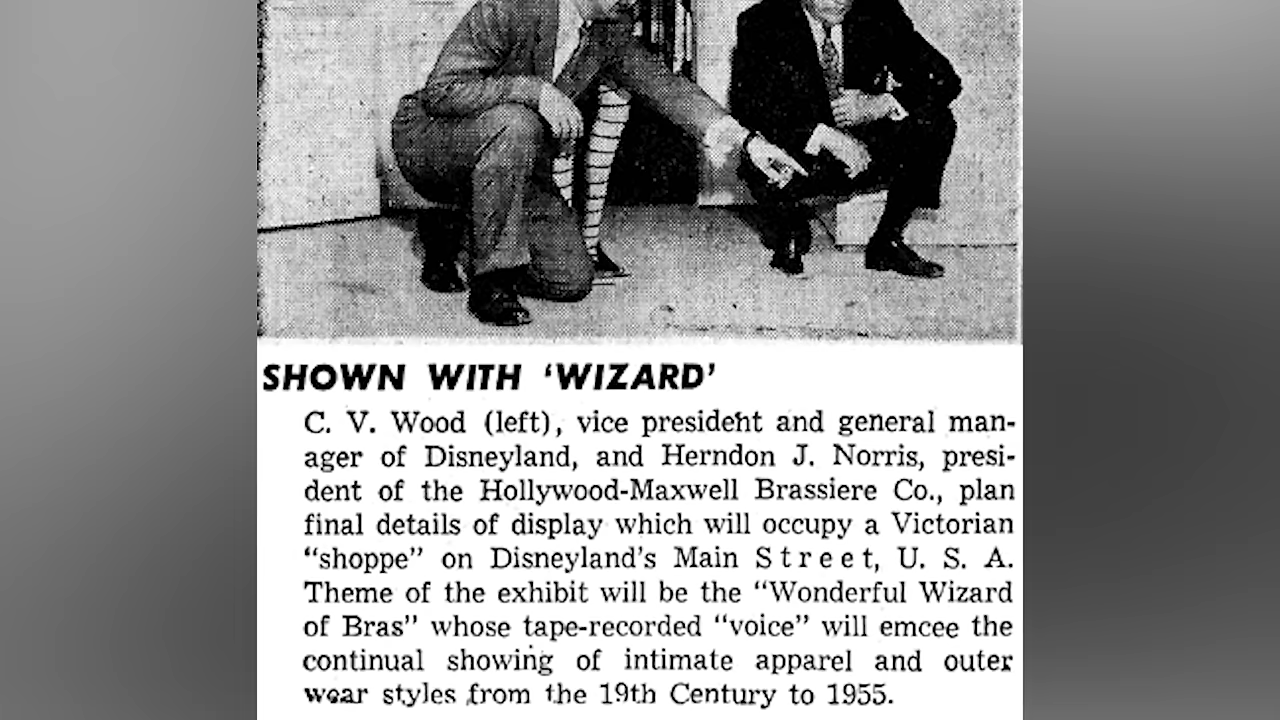 SHOWN WITH ‘WIZARD’
C. V. Wood (left), vice president and general man-
ager of Disneyland, and Herndon J. Norris, presi-
dent of the Hollywood-Maxwell Brassiere Co., plan
final details of display which will occupy a Victorian
“shoppe” on Disneyland’s Main Street, U. S. A.
Theme of the exhibit will be the “Wonderful Wizard
of Bras” whose tape-recorded “voice” will emcee the
continual showing of intimate apparel and outer
wear styles from the 19th Century to 1955.